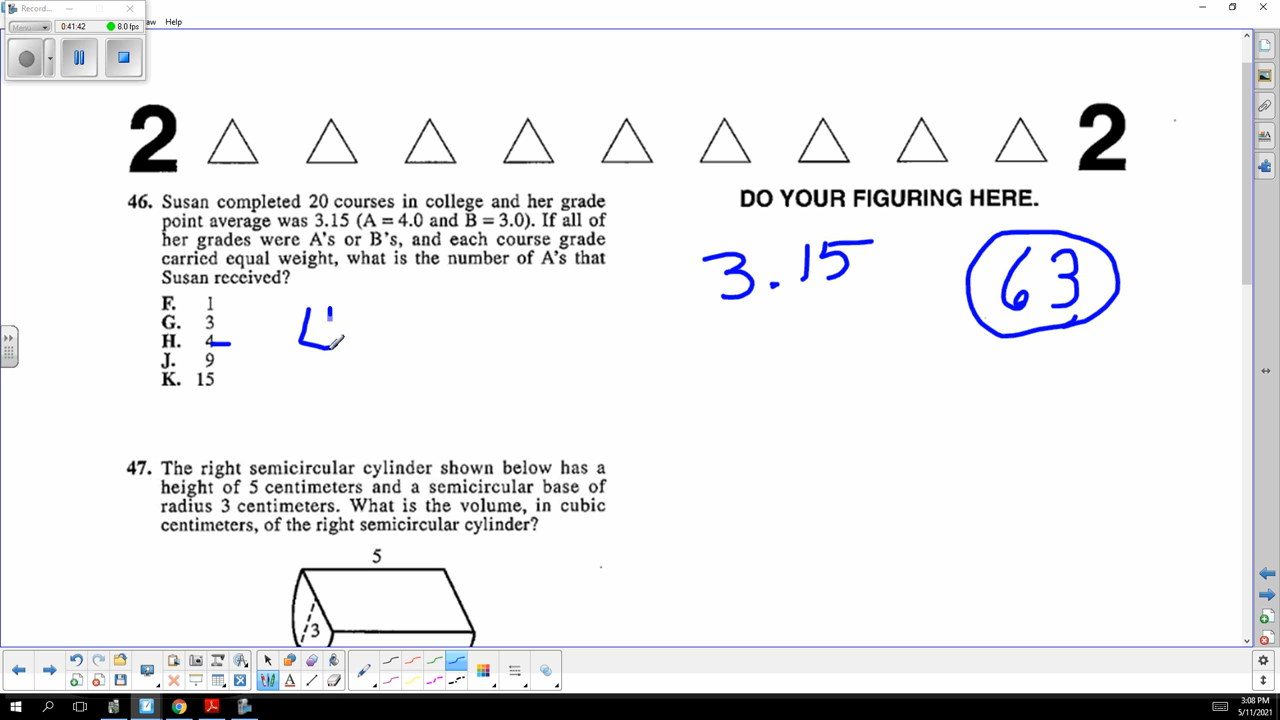 Record...
Menu
0:41:42
8.0 fps
aw
Help
2
2
46. Susan completed 20 courses in college and her grade
point average was 3.15 (A = 4.0 and B = 3.0). If all of
her grades were A's or B's, and each course grade
carried equal weight, what is the number of A's that
Susan received?
F. 1
G. 3
H. 4
J. 9
K. 15
DO YOUR FIGURING HERE.
3.15
63
47. The right semicircular cylinder shown below has a
height of 5 centimeters and a semicircular base of
radius 3 centimeters. What is the volume, in cubic
centimeters, of the right semicircular cylinder?
5
3
3:08 PM
5/11/2021